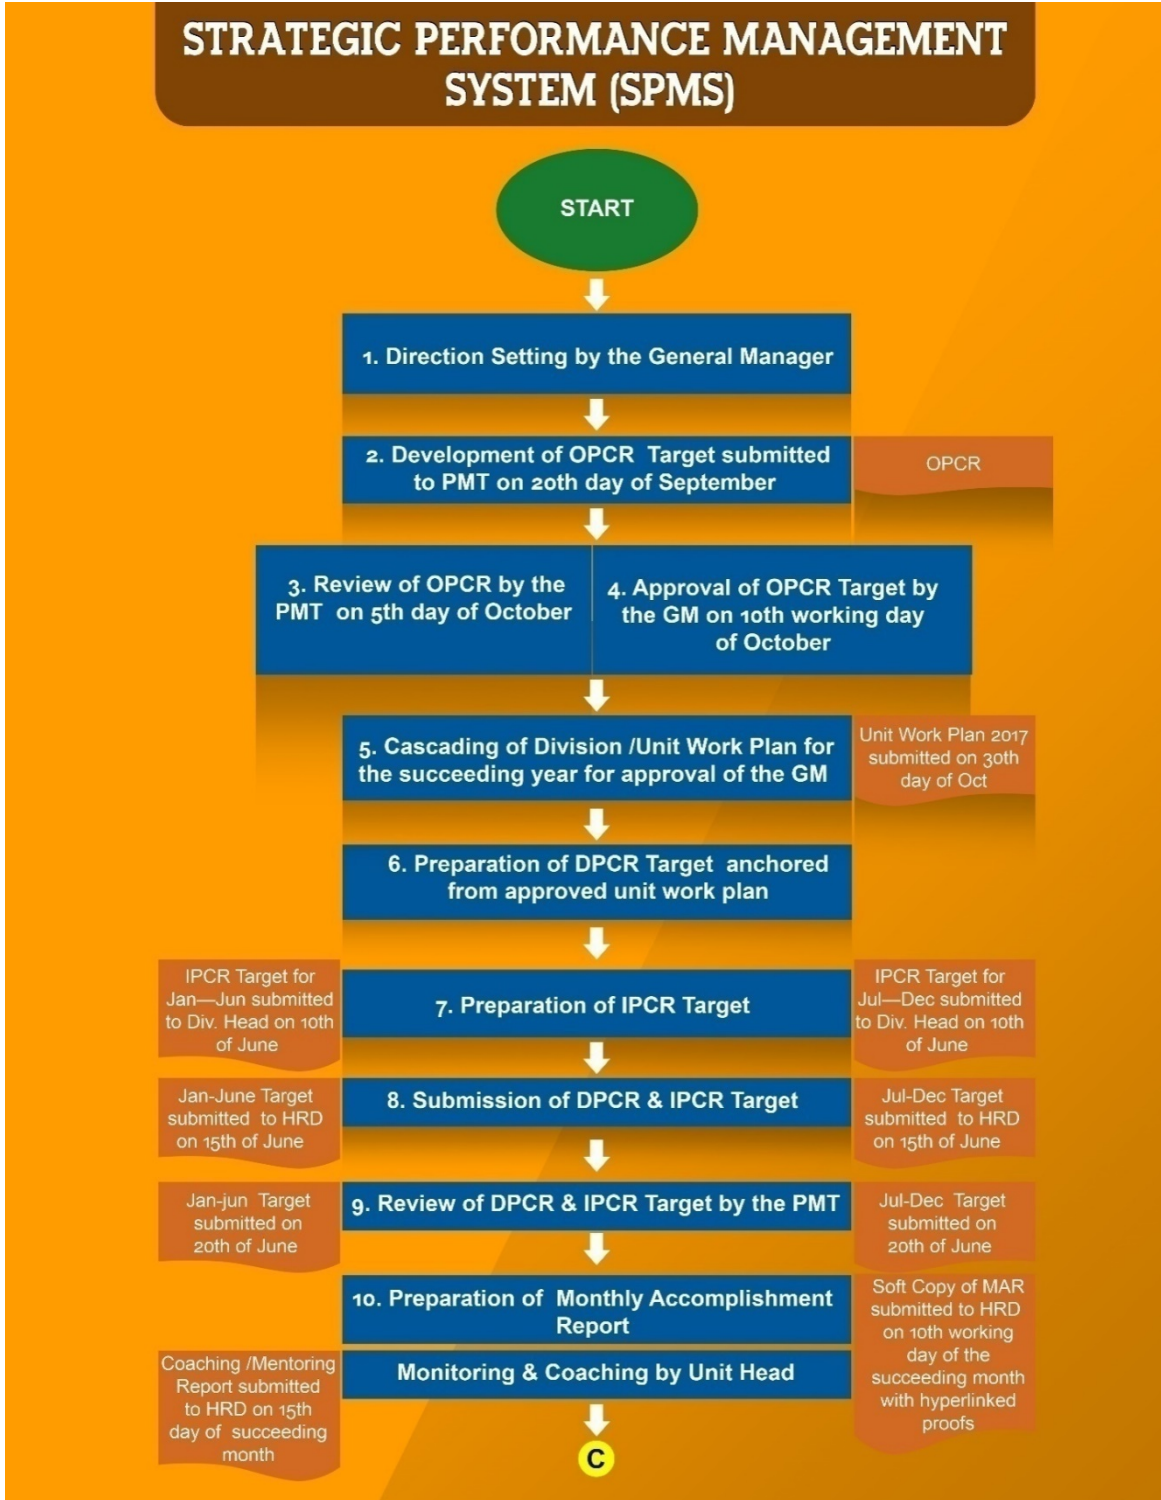 STRATEGIC PERFORMANCE MANAGEMENT
SYSTEM (SPMS)
START
1. Direction Setting by the General Manager
2. Development of OPCR Target submitted
to PMT on 20th day of September
OPCR
3. Review of OPCR by the
PMT on 5th day of October
4. Approval of OPCR Target by
the GM on 10th working day
of October
5. Cascading of Division /Unit Work Plan for
the succeeding year for approval of the GM
Unit Work Plan 2017
submitted on 30th
day of Oct
6. Preparation of DPCR Target anchored
from approved unit work plan
IPCR Target for
Jan—Jun submitted
to Div. Head on 10th
of June
7. Preparation of IPCR Target
IPCR Target for
Jul—Dec submitted
to Div. Head on 10th
of June
Jan-June Target
submitted to HRD
on 15th of June
8. Submission of DPCR & IPCR Target
Jul-Dec Target
submitted to HRD
on 15th of June
Jan-jun Target
submitted on
20th of June
9. Review of DPCR & IPCR Target by the PMT
Jul-Dec Target
submitted on
20th of June
10. Preparation of Monthly Accomplishment
Report
Soft Copy of MAR
submitted to HRD
on 10th working
day of the
succeeding month
with hyperlinked
proofs
Coaching /Mentoring
Report submitted
to HRD on 15th
day of succeeding
month
Monitoring & Coaching by Unit Head
C